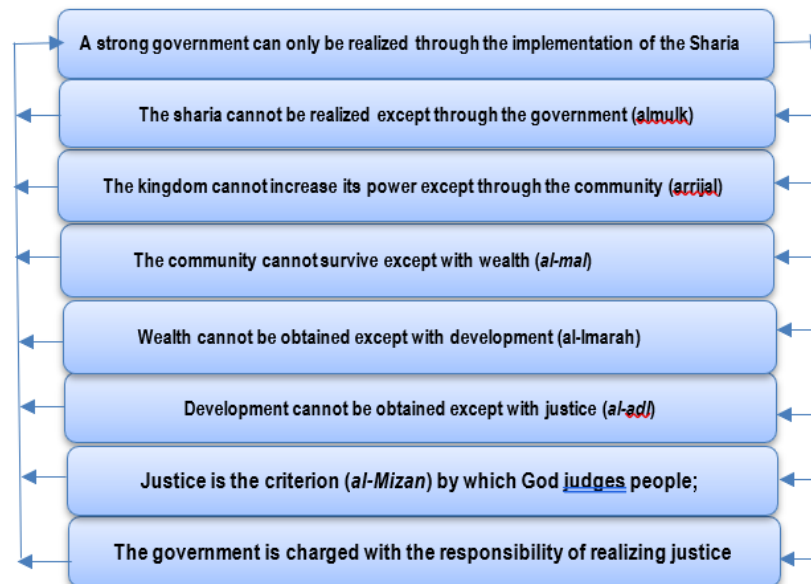 A strong government can only be realized through the implementation of the Sharia
The sharia cannot be realized except through the government (almulk)
The kingdom cannot increase its power except through the community (arrijal)
The community cannot survive except with wealth (al-mal)
Wealth cannot be obtained except with development (al-Imarah)
Development cannot be obtained except with justice (al-adl)
Justice is the criterion (al-Mizan) by which God judges people;
The government is charged with the responsibility of realizing justice